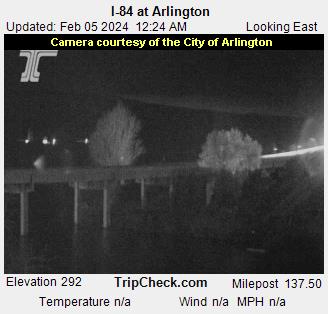 I-84 at Arlington
Updated: Feb 05 2024 12:24 AM Looking East
Camera courtesy of the City of Arlington
Elevation 292 TripCheck.com Milepost 137.50
Temperature n/a Wind n/a MPH n/a